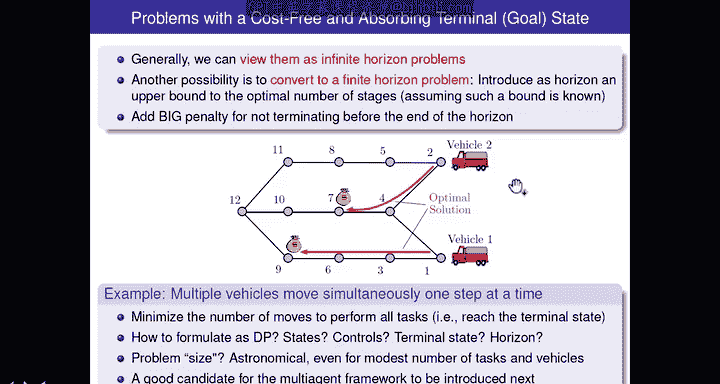 Problems with a Cost-Free and Absorbing Terminal (Goal) State
Generally, we can view them as infinite horizon problems
Another possibility is to convert to a finite horizon problem: Introduce as horizon an
upper bound to the optimal number of stages (assuming such a bound is known)
Add BIG penalty for not terminating before the end of the horizon
11 8 5 2 Vehicle 2
12 10 7 4 Optimal
Solution
Vehicle 1
9 6 3 1
Example: Multiple vehicles move simultaneously one step at a time
Minimize the number of moves to perform all tasks (i.e., reach the terminal state)
How to formulate as DP? States? Controls? Terminal state? Horizon?
Problem “size”? Astronomical, even for modest number of tasks and vehicles
A good candidate for the multiagent framework to be introduced next